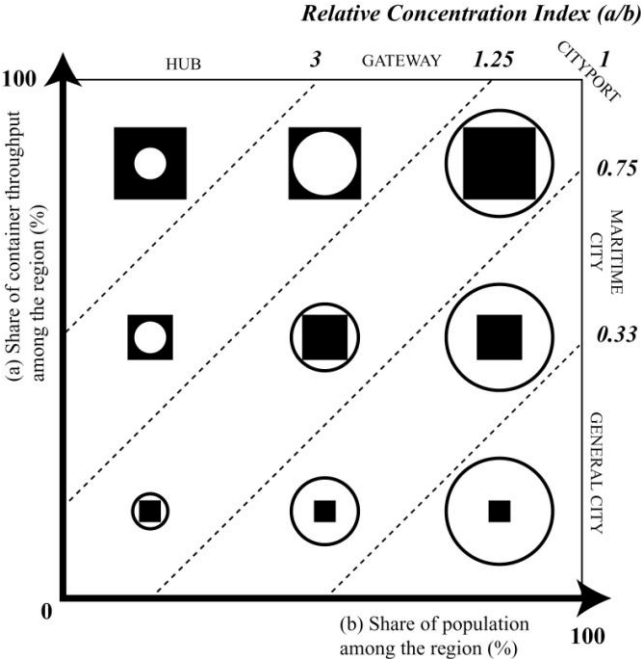 Relative Concentration Index (a/b)
HUB
3
GATEWAY
1.25
CITYPORT
1
100
0.75
MARITIME
CITY
0.33
GENERAL CITY
(a) Share of container throughput
among the region (%)
0
(b) Share of population
among the region (%)
100